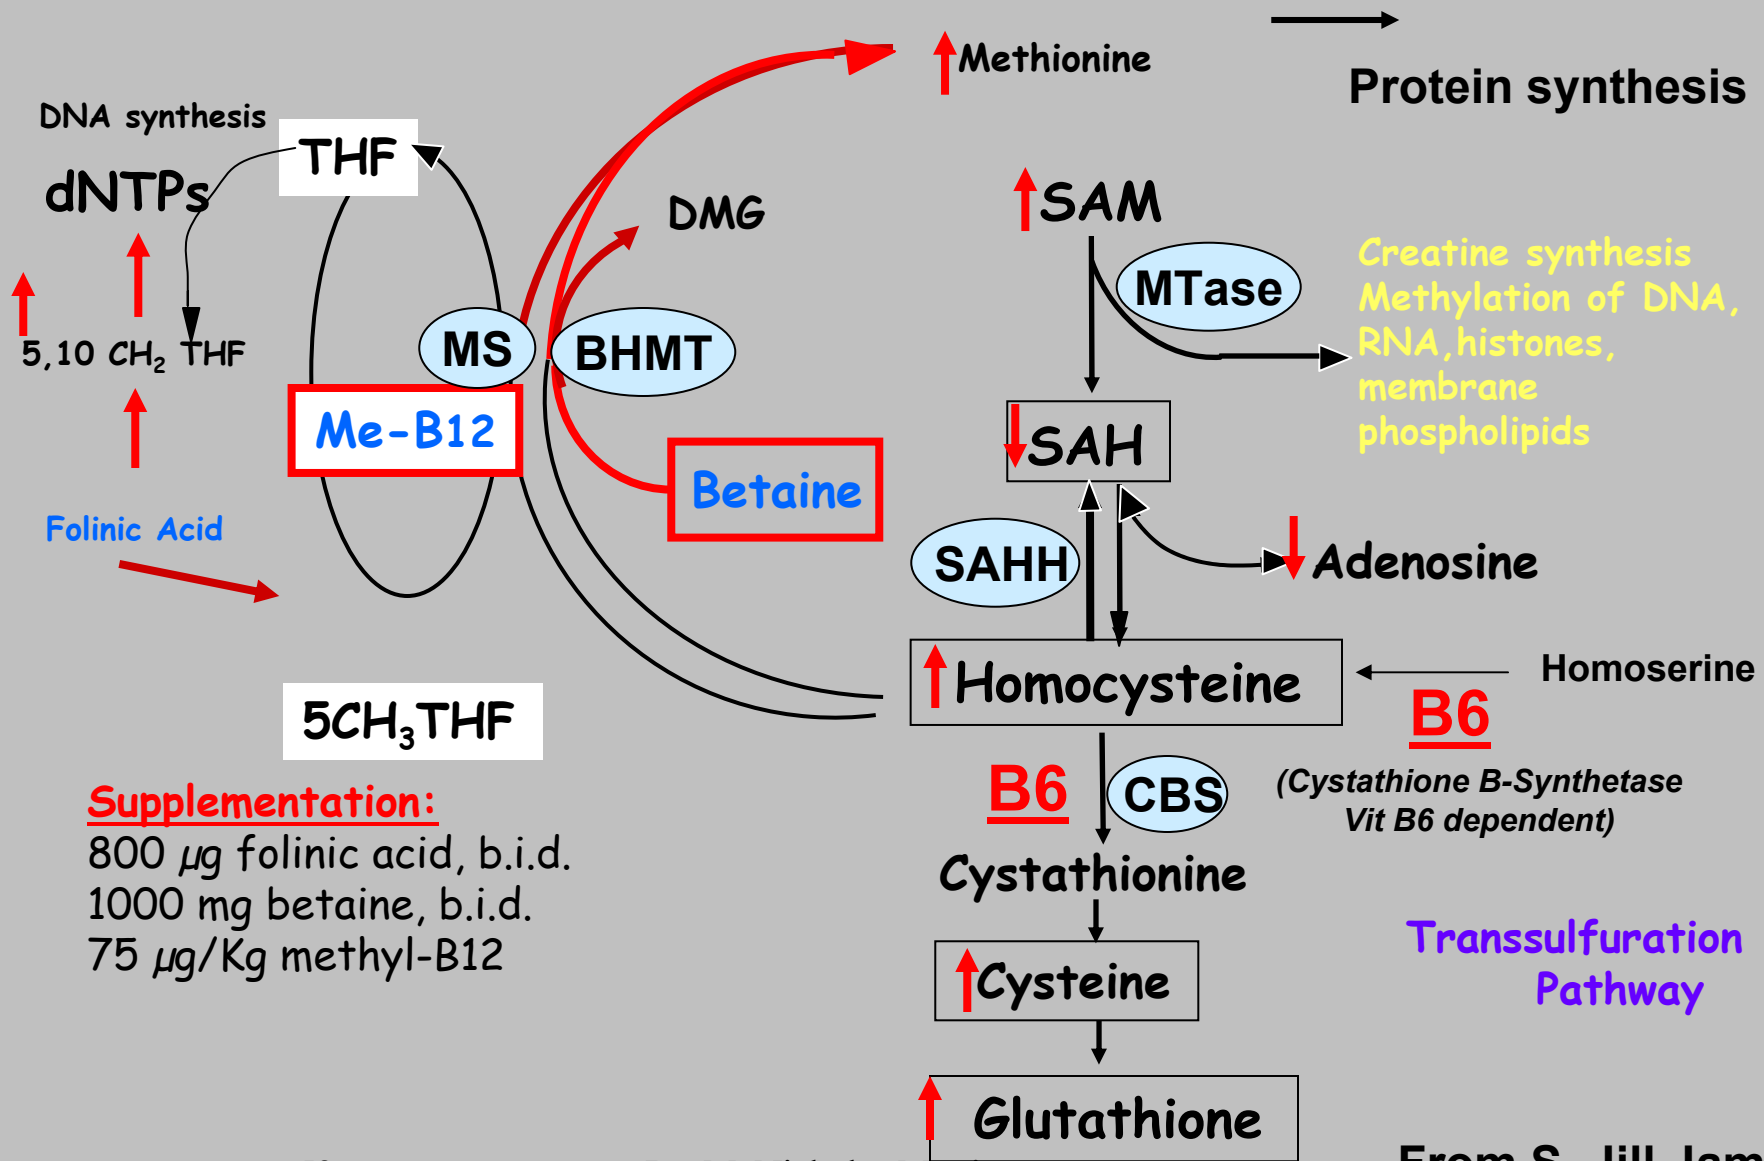 Methionine
Protein synthesis
DNA synthesis
THF
dNTPs
DMG
SAM
Creatine synthesis
Methylation of DNA,
RNA,histones,
membrane
phospholipids
MTase
5,10 CH₂ THF
MS
BHMT
Me-B12
SAH
Betaine
Folinic Acid
SAHH
Adenosine
Homocysteine
Homoserine
B6
5CH₃THF
B6
CBS
(Cystathione B-Synthetase
Vit B6 dependent)
Supplementation:
800 µg folinic acid, b.i.d.
1000 mg betaine, b.i.d.
75 µg/Kg methyl-B12
Cystathionine
Transsulfuration
Pathway
Cysteine
Glutathione
From S. Jill Jam